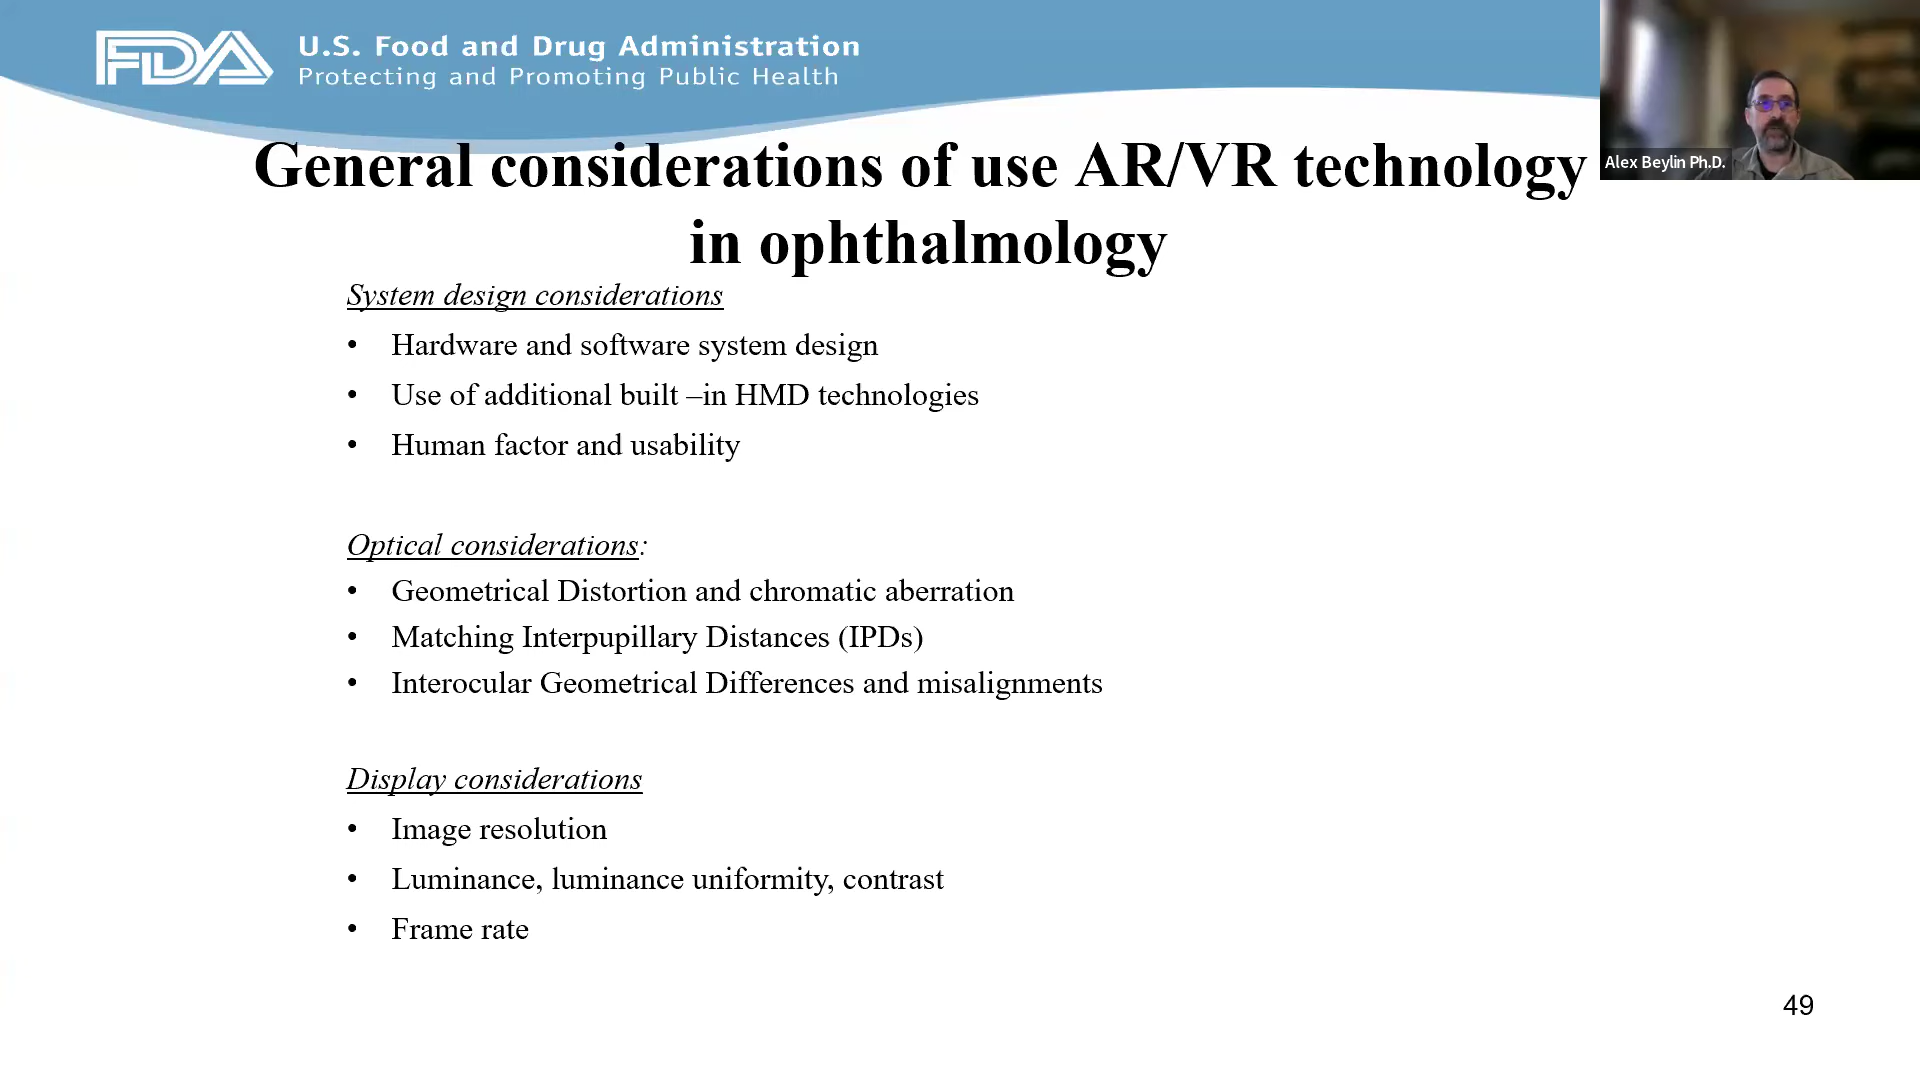 FDA
U.S. Food and Drug Administration
Protecting and Promoting Public Health
Alex Beylin Ph.D.
General considerations of use AR/VR technology
in ophthalmology
System design considerations
• Hardware and software system design
• Use of additional built –in HMD technologies
• Human factor and usability
Optical considerations:
• Geometrical Distortion and chromatic aberration
• Matching Interpupillary Distances (IPDs)
• Interocular Geometrical Differences and misalignments
Display considerations
• Image resolution
• Luminance, luminance uniformity, contrast
• Frame rate
49